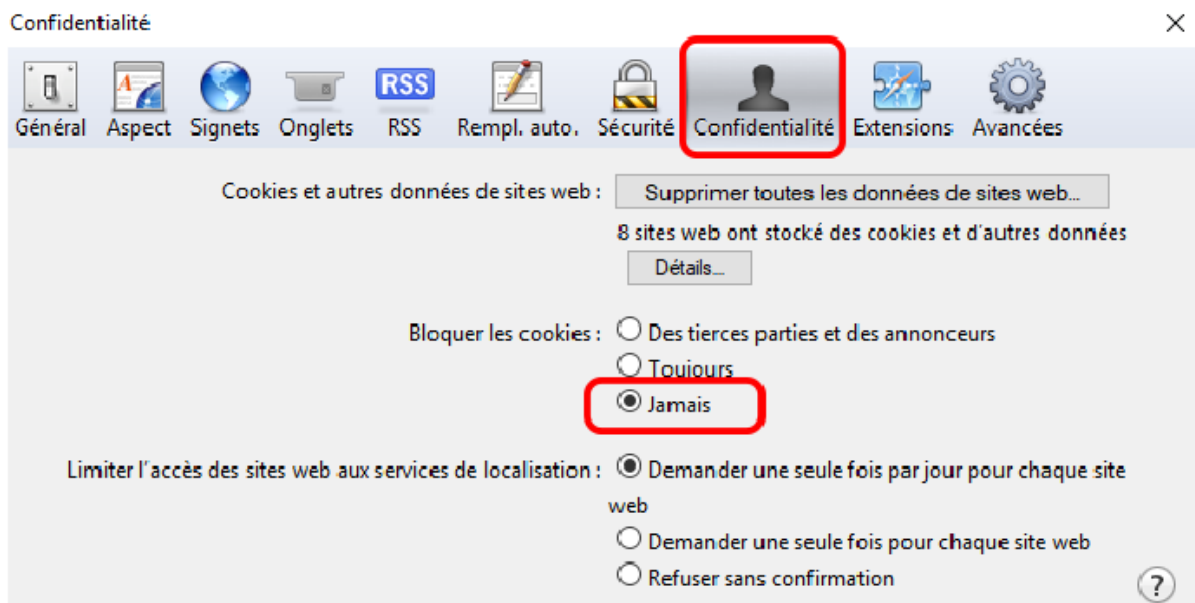 Confidentialité
RSS
Général Aspect Signets Onglets RSS Rempl. auto. Sécurité Confidentialité Extensions Avancées
Cookies et autres données de sites web : Supprimer toutes les données de sites web...
8 sites web ont stocké des cookies et d'autres données
Détails...
Bloquer les cookies : Des tierces parties et des annonceurs
Toujours
Jamais
Limiter l'accès des sites web aux services de localisation : Demander une seule fois par jour pour chaque site
web
Demander une seule fois pour chaque site web
Refuser sans confirmation
?